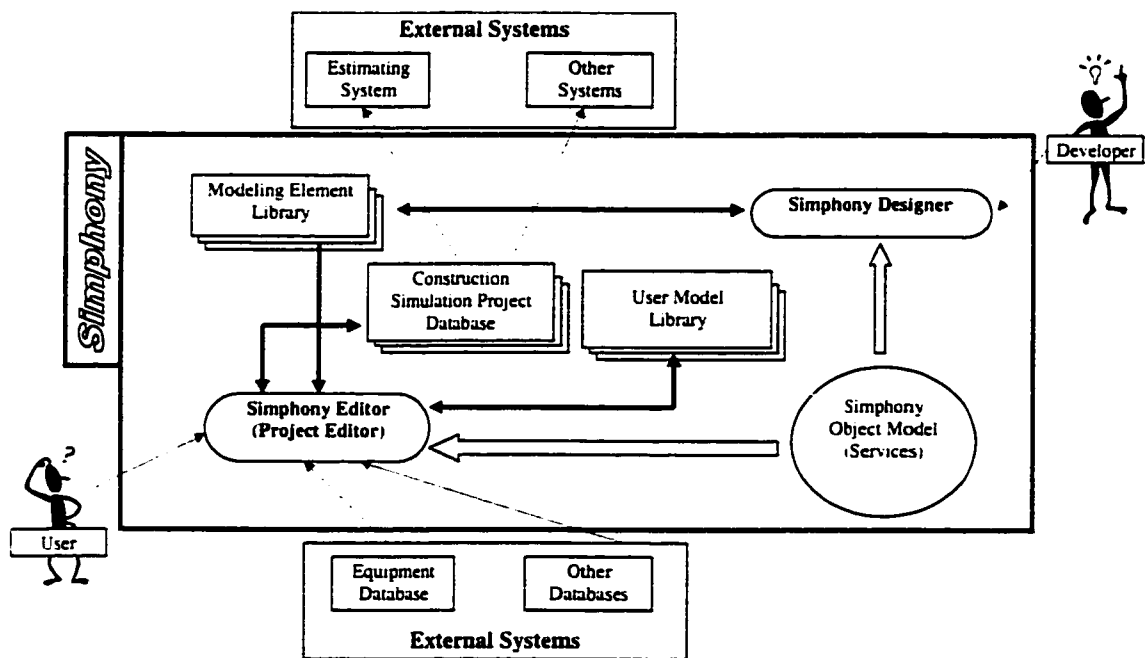 External Systems
Estimating
System
Other
Systems
Developer
Simphony
Modeling Element
Library
Simphony Designer
Construction
Simulation Project
Database
User Model
Library
Simphony Editor
(Project Editor)
Simphony
Object Model
(Services)
?
User
Equipment
Database
Other
Databases
External Systems